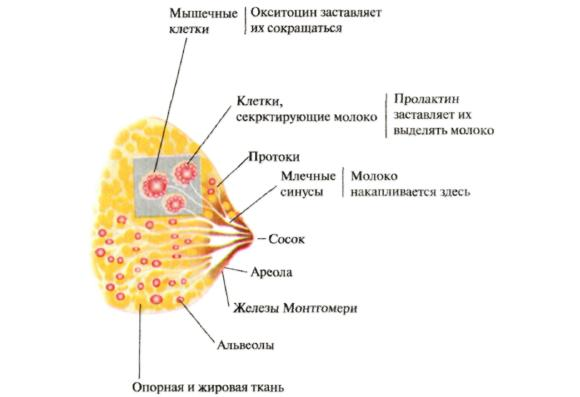 Мышечные клетки
Окситоцин заставляет их сокращаться
Клетки, секрктирующие молоко
Пролактин заставляет их выделять молоко
Протоки
Млечные синусы
Молоко накапливается здесь
Сосок
Ареола
Железы Монтгомери
Альвеолы
Опорная и жировая ткань